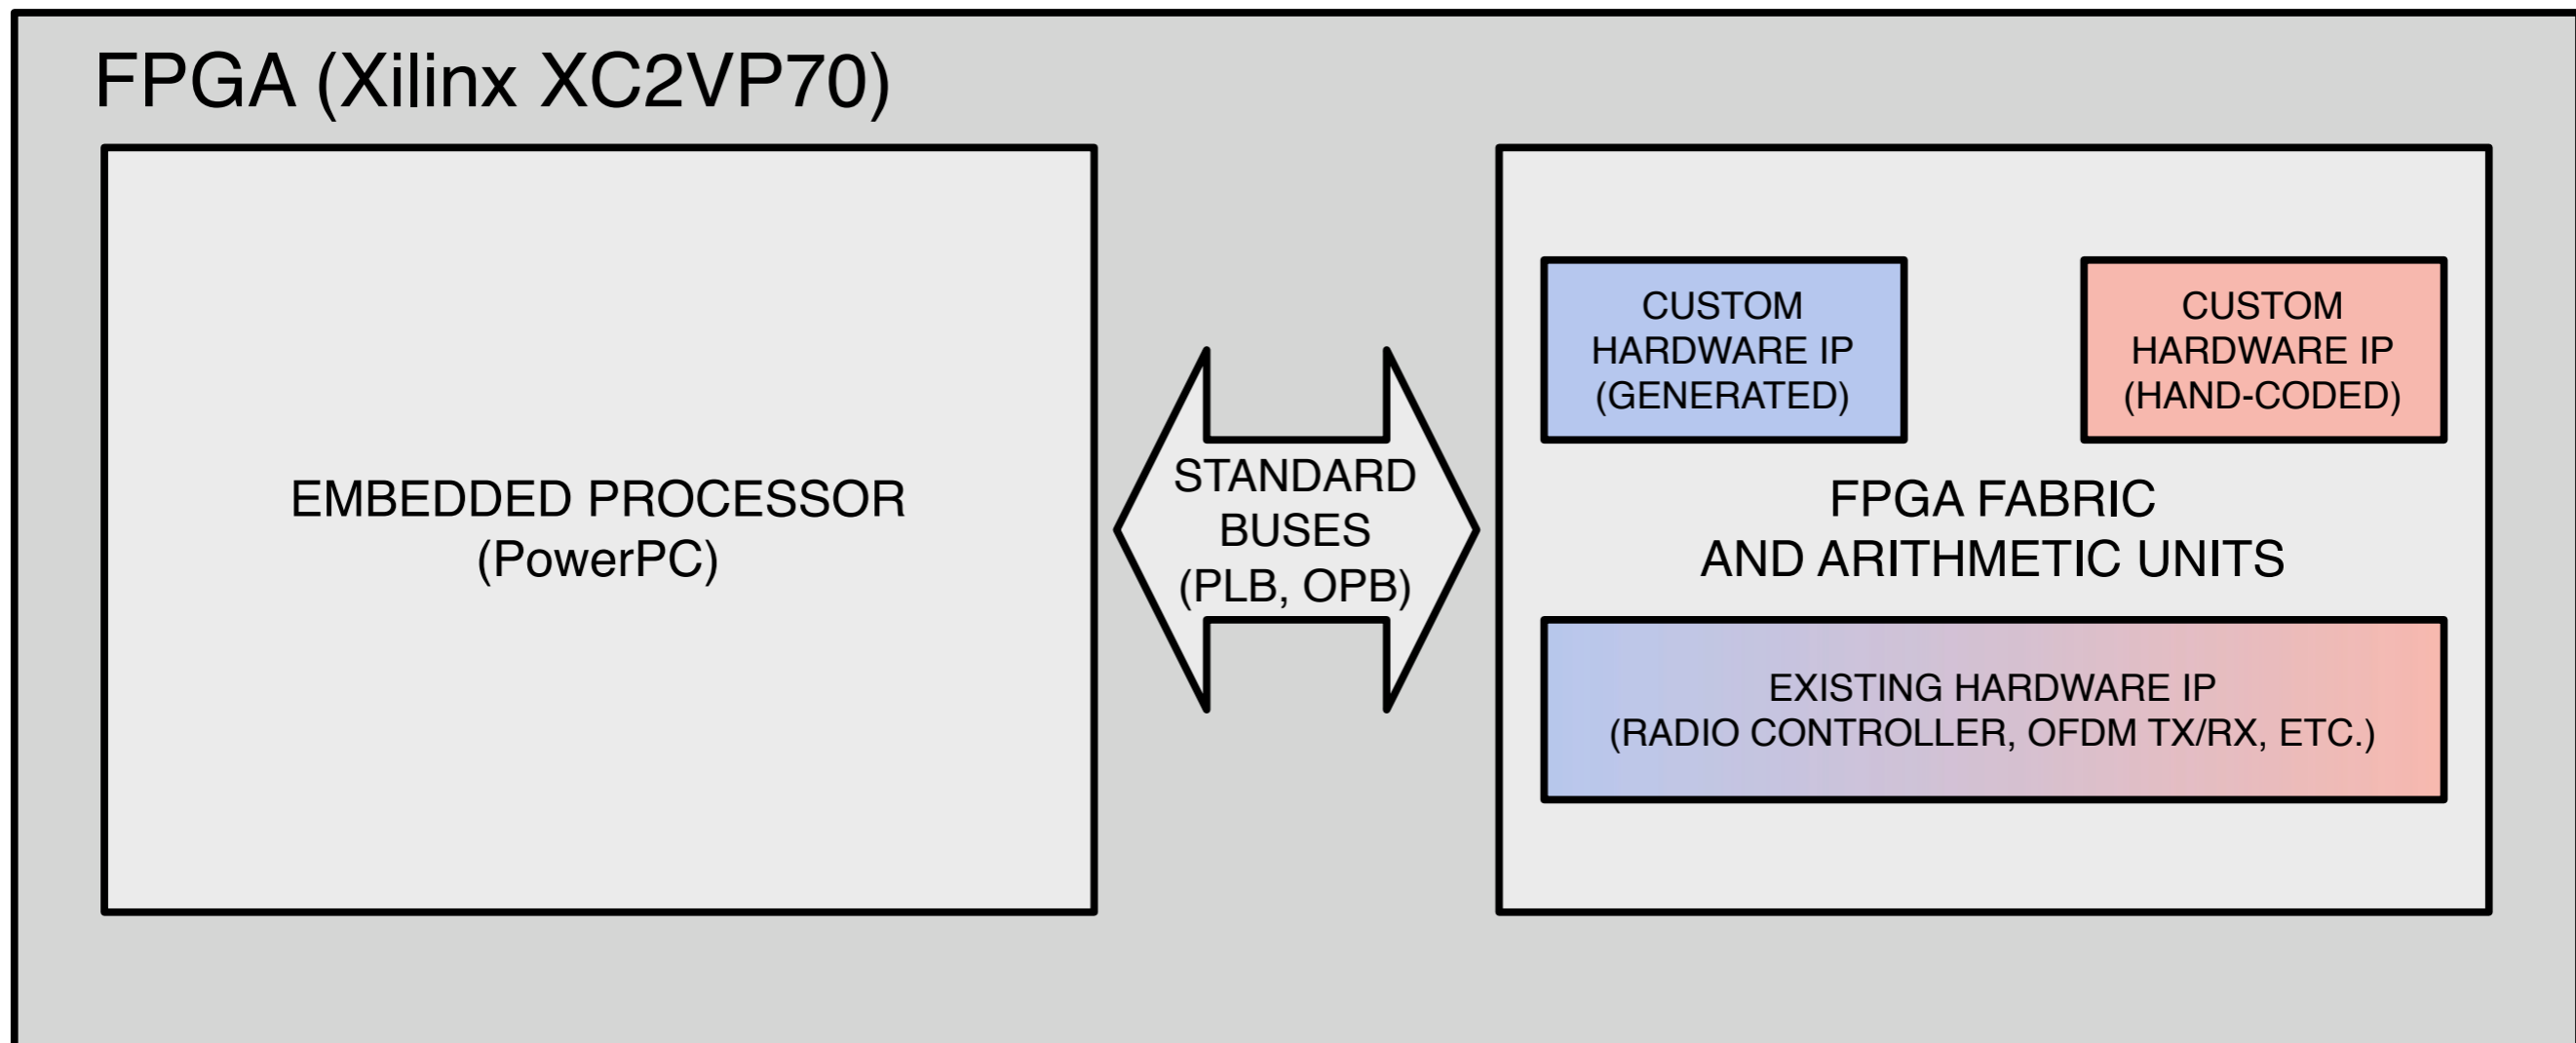 FPGA (Xilinx XC2VP70)
EMBEDDED PROCESSOR
(PowerPC)
STANDARD
BUSES
(PLB, OPB)
CUSTOM
HARDWARE IP
(GENERATED)
CUSTOM
HARDWARE IP
(HAND-CODED)
FPGA FABRIC
AND ARITHMETIC UNITS
EXISTING HARDWARE IP
(RADIO CONTROLLER, OFDM TX/RX, ETC.)